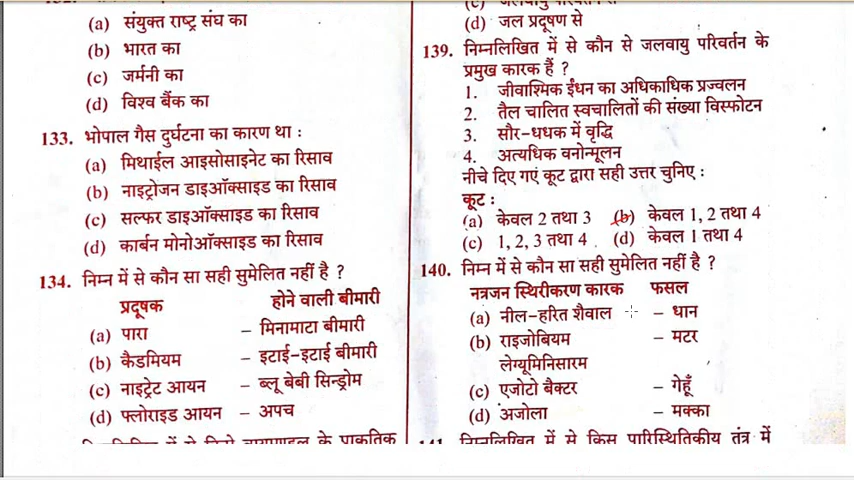 (a) संयुक्त राष्ट्र संघ का
(b) भारत का
(c) जर्मनी का
(d) विश्व बैंक का
133. भोपाल गैस दुर्घटना का कारण था :
(a) मिथाईल आइसोसाइनेट का रिसाव
(b) नाइट्रोजन डाइऑक्साइड का रिसाव
(c) सल्फर डाइऑक्साइड का रिसाव
(d) कार्बन मोनोऑक्साइड का रिसाव
134. निम्न में से कौन सा सही सुमेलित नहीं है ?
प्रदूषक होने वाली बीमारी
(a) पारा – मिनामाटा बीमारी
(b) कैडमियम – इटाई-इटाई बीमारी
(c) नाइट्रेट आयन – ब्लू बेबी सिन्ड्रोम
(d) फ्लोराइड आयन – अपच
(d) जल प्रदूषण से
139. निम्नलिखित में से कौन से जलवायु परिवर्तन के
प्रमुख कारक हैं ?
1. जीवाश्मिक ईंधन का अधिकाधिक प्रज्वलन
2. तैल चालित स्वचालितों की संख्या विस्फोटन
3. सौर-धधक में वृद्धि
4. अत्यधिक वनोन्मूलन
नीचे दिए गएं कूट द्वारा सही उत्तर चुनिए :
कूट :
(a) केवल 2 तथा 3 (b) केवल 1, 2 तथा 4
(c) 1, 2, 3 तथा 4 (d) केवल 1 तथा 4
140. निम्न में से कौन सा सही सुमेलित नहीं है ?
नत्रजन स्थिरीकरण कारक फसल
(a) नील-हरित शैवाल – धान
(b) राइजोबियम – मटर
लेग्यूमिनिसारम
(c) एजोटो बैक्टर – गेहूँ
(d) अजोला – मक्का
141. निम्नलिखित में से किस पारिस्थितिकीय तंत्र में